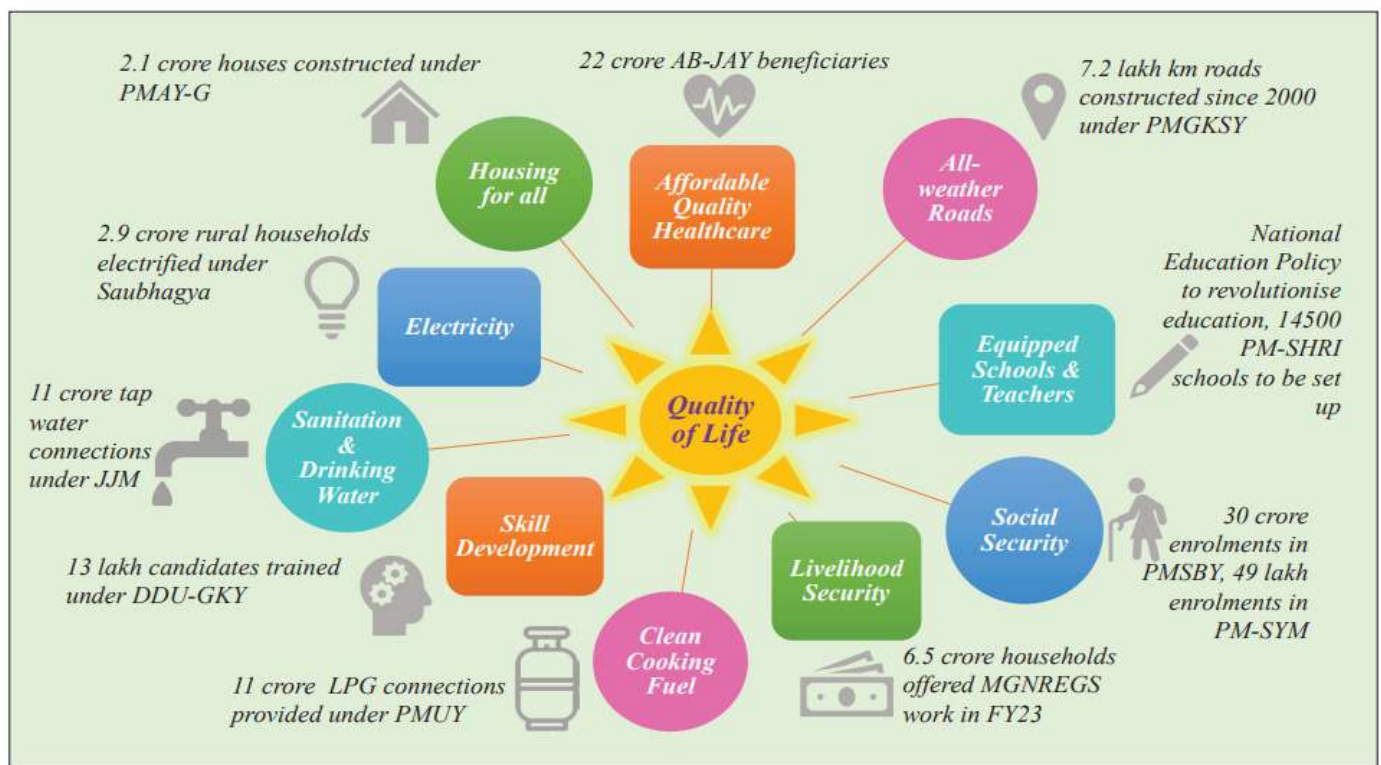 2.1 crore houses constructed under
PMAY-G
22 crore AB-JAY beneficiaries
7.2 lakh km roads
constructed since 2000
under PMGKSY
Housing
for all
Affordable
Quality
Healthcare
All-
weather
Roads
2.9 crore rural households
electrified under
Saubhagya
Electricity
National
Education Policy
to revolutionise
education, 14500
PM-SHRI
schools to be set
up
Equipped
Schools &
Teachers
Quality
of Life
11 crore tap
water
connections
under JJM
Sanitation
&
Drinking
Water
Skill
Development
Social
Security
30 crore
enrolments in
PMSBY, 49 lakh
enrolments in
PM-SYM
13 lakh candidates trained
under DDU-GKY
Livelihood
Security
Clean
Cooking
Fuel
11 crore LPG connections
provided under PMUY
6.5 crore households
offered MGNREGS
work in FY23